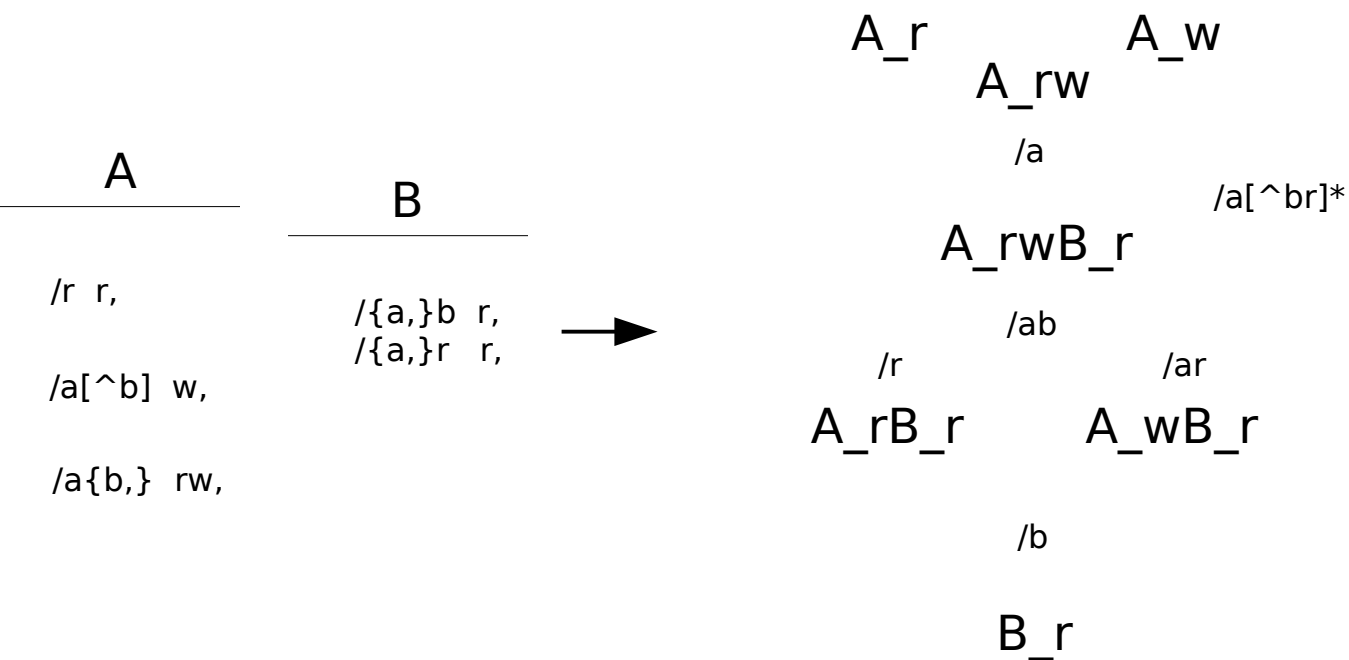 A
/r r,
/a[^b] w,
/a{b,} rw,
B
/{a,}b r,
/{a,}r r,
A_r
A_w
A_rw
/a
/a[^br]*
A_rwB_r
/ab
/r
/ar
A_rB_r
A_wB_r
/b
B_r